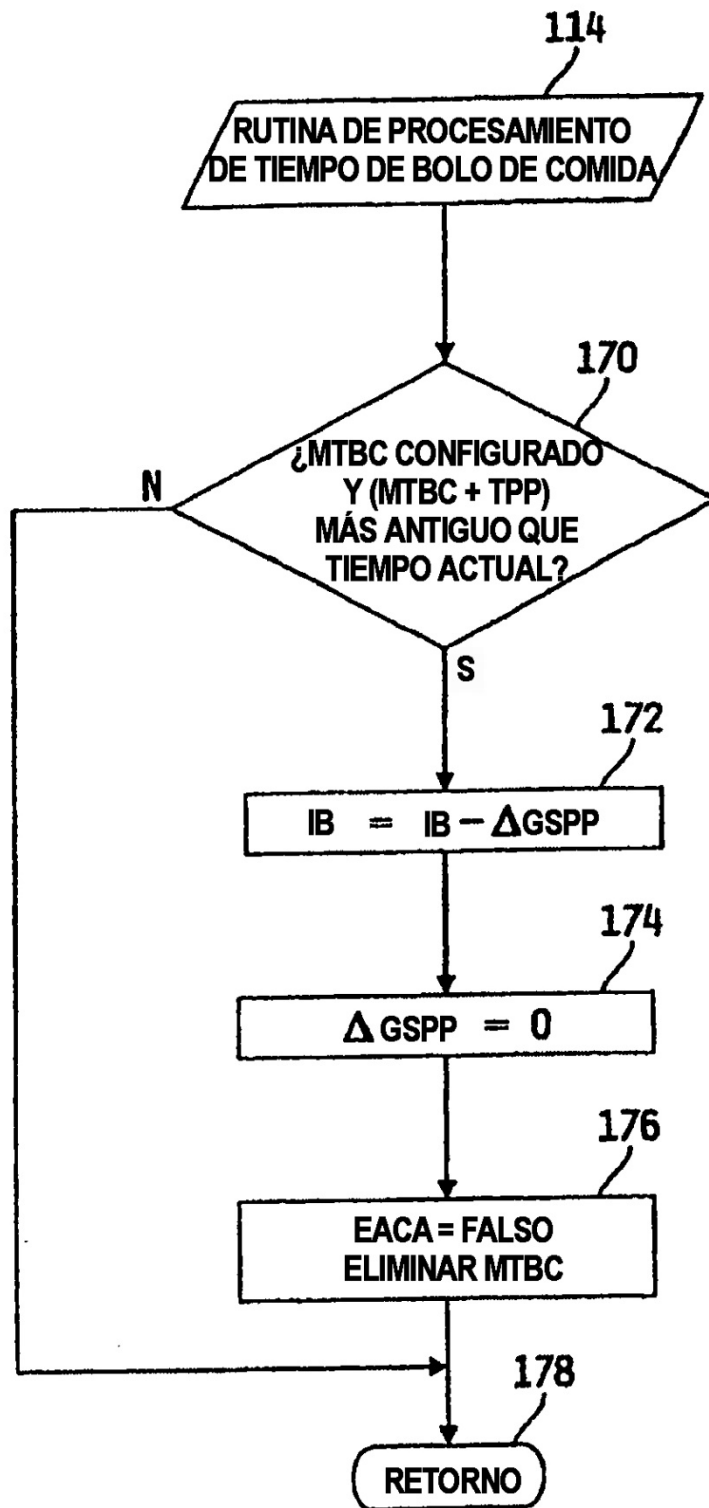 114
RUTINA DE PROCESAMIENTO
DE TIEMPO DE BOLO DE COMIDA
170
¿MTBC CONFIGURADO
Y (MTBC + TPP)
MÁS ANTIGUO QUE
TIEMPO ACTUAL?
N
S
172
IB = IB – ΔGSPP
174
Δ GSPP = 0
176
EACA = FALSO
ELIMINAR MTBC
178
RETORNO